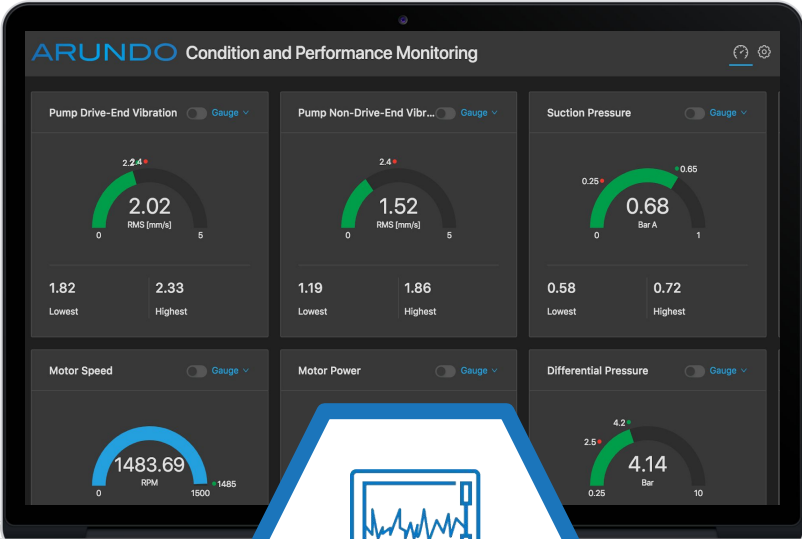 ARUNDO Condition and Performance Monitoring
Pump Drive-End Vibration Gauge
2.2 2.4
2.02
RMS [mm/s]
0 5
1.82 2.33
Lowest Highest
Pump Non-Drive-End Vibr... Gauge
2.4
1.52
RMS [mm/s]
0 5
1.19 1.86
Lowest Highest
Suction Pressure Gauge
0.25 0.65
0.68
Bar A
0 1
0.58 0.72
Lowest Highest
Motor Speed Gauge
1483.69
RPM
0 1500 1485
Motor Power Gauge
Differential Pressure Gauge
4.2
2.5
4.14
Bar
0.25 10